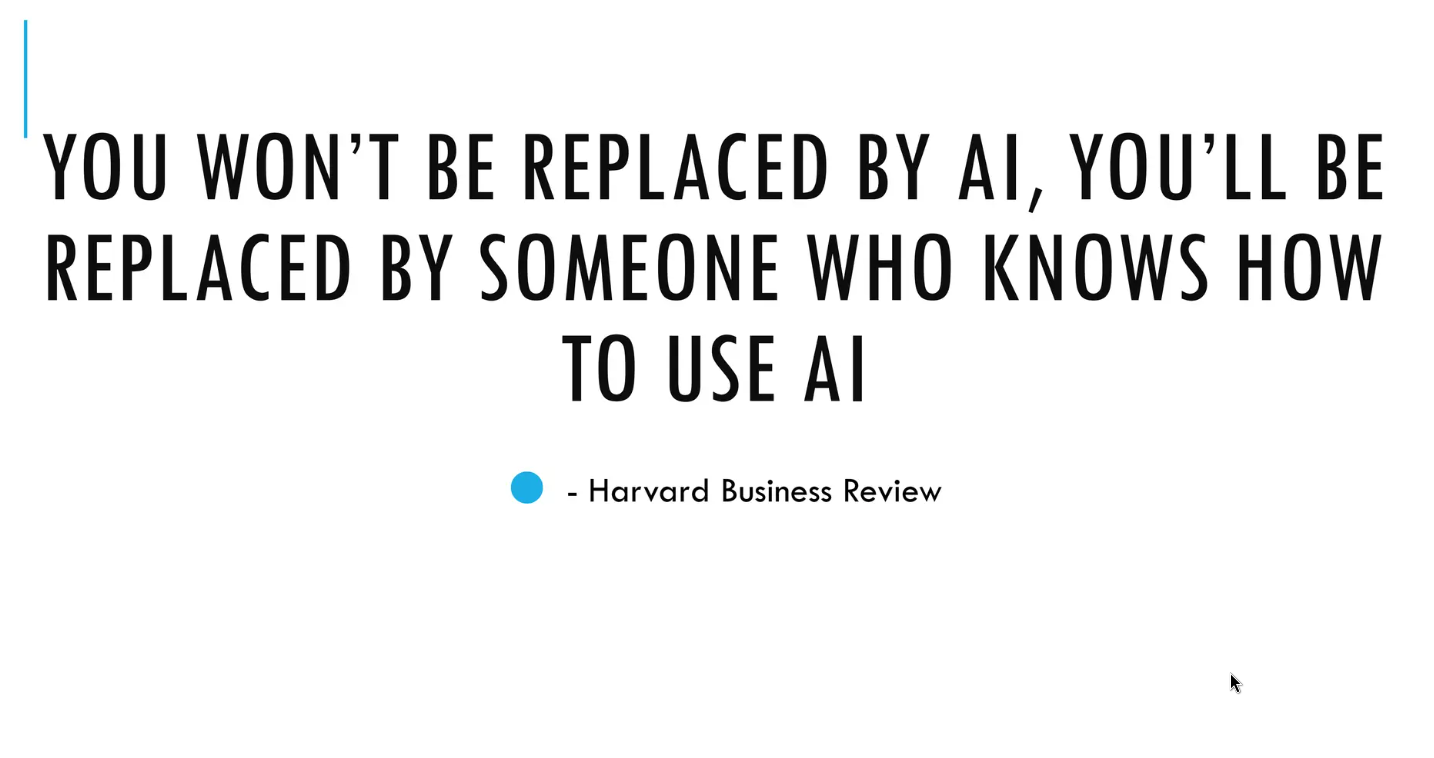 YOU WON’T BE REPLACED BY AI, YOU’LL BE
REPLACED BY SOMEONE WHO KNOWS HOW
TO USE AI
- Harvard Business Review